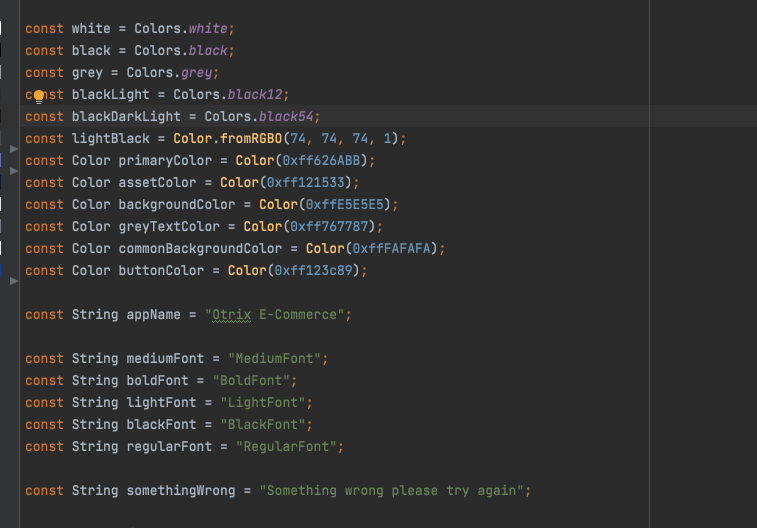 const white = Colors.white;
const black = Colors.black;
const grey = Colors.grey;
const blackLight = Colors.black12;
const blackDarkLight = Colors.black54;
const lightBlack = Color.fromRGBO(74, 74, 74, 1);
const Color primaryColor = Color(0xff626ABB);
const Color assetColor = Color(0xff121533);
const Color backgroundColor = Color(0xffE5E5E5);
const Color greyTextColor = Color(0xff767787);
const Color commonBackgroundColor = Color(0xffFAFAFA);
const Color buttonColor = Color(0xff123c89);
const String appName = "Otrix E-Commerce";
const String mediumFont = "MediumFont";
const String boldFont = "BoldFont";
const String lightFont = "LightFont";
const String blackFont = "BlackFont";
const String regularFont = "RegularFont";
const String somethingWrong = "Something wrong please try again";